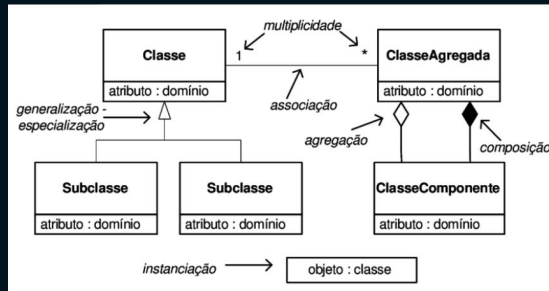 multiplicidade
Classe
1
*
ClasseAgregada
atributo : domínio
associação
atributo : domínio
generalização -
especialização
agregação
composição
Subclasse
Subclasse
ClasseComponente
atributo : domínio
atributo : domínio
atributo : domínio
instanciação
objeto : classe